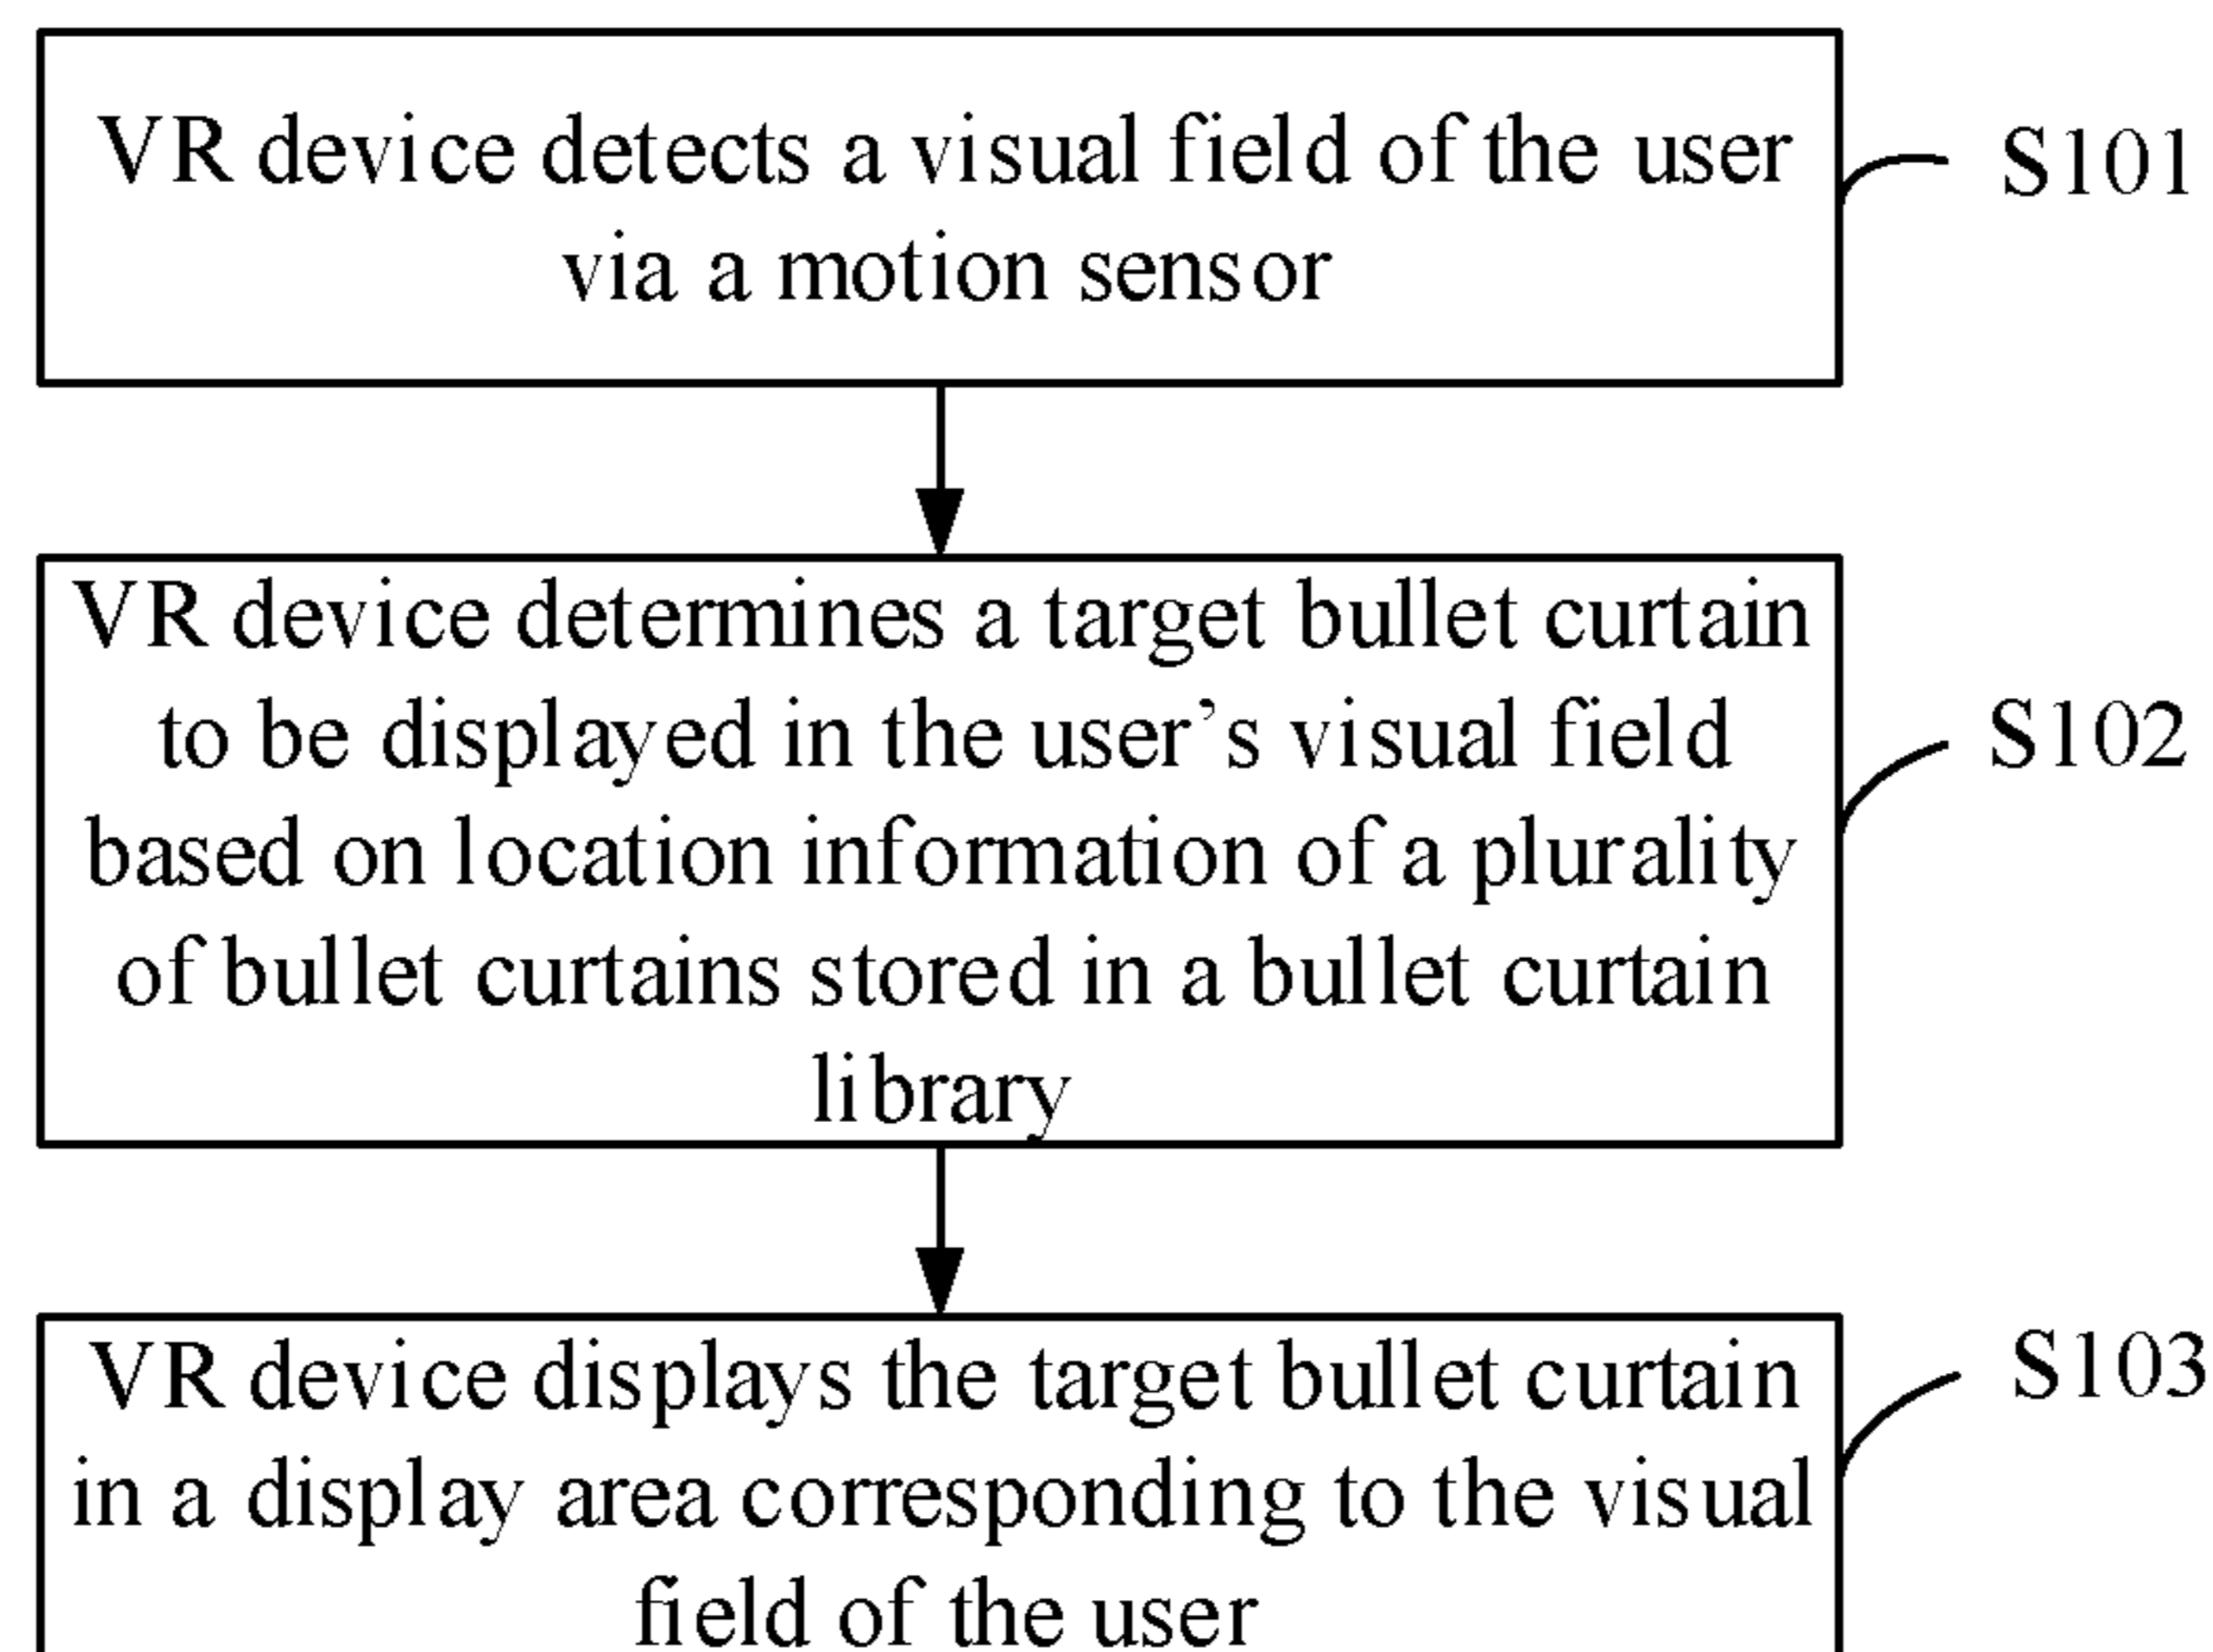 VR device detects a visual field of the user
via a motion sensor
S101
VR device determines a target bullet curtain
to be displayed in the user’s visual field
based on location information of a plurality
of bullet curtains stored in a bullet curtain
library
S102
VR device displays the target bullet curtain
in a display area corresponding to the visual
field of the user
S103